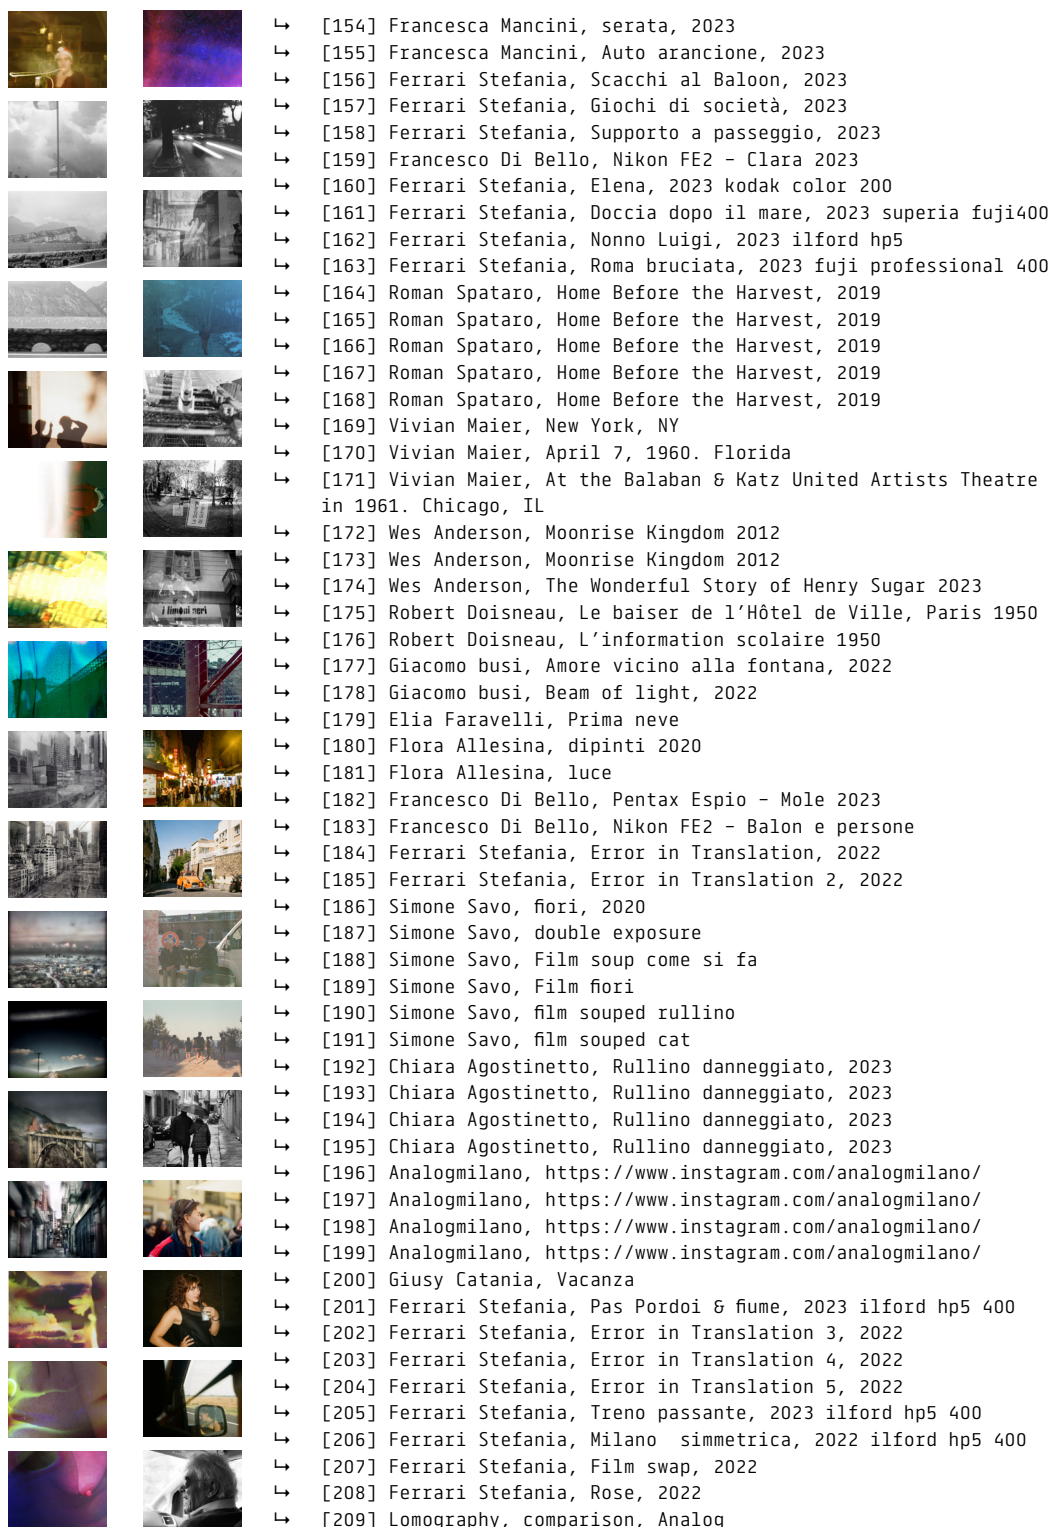 ↳ [154] Francesca Mancini, serata, 2023
↳ [155] Francesca Mancini, Auto arancione, 2023
↳ [156] Ferrari Stefania, Scacchi al Baloon, 2023
↳ [157] Ferrari Stefania, Giochi di società, 2023
↳ [158] Ferrari Stefania, Supporto a passeggio, 2023
↳ [159] Francesco Di Bello, Nikon FE2 – Clara 2023
↳ [160] Ferrari Stefania, Elena, 2023 kodak color 200
↳ [161] Ferrari Stefania, Doccia dopo il mare, 2023 superia fuji400
↳ [162] Ferrari Stefania, Nonno Luigi, 2023 ilford hp5
↳ [163] Ferrari Stefania, Roma bruciata, 2023 fuji professional 400
↳ [164] Roman Spataro, Home Before the Harvest, 2019
↳ [165] Roman Spataro, Home Before the Harvest, 2019
↳ [166] Roman Spataro, Home Before the Harvest, 2019
↳ [167] Roman Spataro, Home Before the Harvest, 2019
↳ [168] Roman Spataro, Home Before the Harvest, 2019
↳ [169] Vivian Maier, New York, NY
↳ [170] Vivian Maier, April 7, 1960. Florida
↳ [171] Vivian Maier, At the Balaban & Katz United Artists Theatre
in 1961. Chicago, IL
↳ [172] Wes Anderson, Moonrise Kingdom 2012
↳ [173] Wes Anderson, Moonrise Kingdom 2012
↳ [174] Wes Anderson, The Wonderful Story of Henry Sugar 2023
↳ [175] Robert Doisneau, Le baiser de l'Hôtel de Ville, Paris 1950
↳ [176] Robert Doisneau, L'information scolaire 1950
↳ [177] Giacomo busi, Amore vicino alla fontana, 2022
↳ [178] Giacomo busi, Beam of light, 2022
↳ [179] Elia Faravelli, Prima neve
↳ [180] Flora Allesina, dipinti 2020
↳ [181] Flora Allesina, luce
↳ [182] Francesco Di Bello, Pentax Espio – Mole 2023
↳ [183] Francesco Di Bello, Nikon FE2 – Balon e persone
↳ [184] Ferrari Stefania, Error in Translation, 2022
↳ [185] Ferrari Stefania, Error in Translation 2, 2022
↳ [186] Simone Savo, fiori, 2020
↳ [187] Simone Savo, double exposure
↳ [188] Simone Savo, Film soup come si fa
↳ [189] Simone Savo, Film fiori
↳ [190] Simone Savo, film souped rullino
↳ [191] Simone Savo, film souped cat
↳ [192] Chiara Agostinetto, Rullino danneggiato, 2023
↳ [193] Chiara Agostinetto, Rullino danneggiato, 2023
↳ [194] Chiara Agostinetto, Rullino danneggiato, 2023
↳ [195] Chiara Agostinetto, Rullino danneggiato, 2023
↳ [196] Analogmilano, https://www.instagram.com/analogmilano/
↳ [197] Analogmilano, https://www.instagram.com/analogmilano/
↳ [198] Analogmilano, https://www.instagram.com/analogmilano/
↳ [199] Analogmilano, https://www.instagram.com/analogmilano/
↳ [200] Giusy Catania, Vacanza
↳ [201] Ferrari Stefania, Pas Pordoi & fiume, 2023 ilford hp5 400
↳ [202] Ferrari Stefania, Error in Translation 3, 2022
↳ [203] Ferrari Stefania, Error in Translation 4, 2022
↳ [204] Ferrari Stefania, Error in Translation 5, 2022
↳ [205] Ferrari Stefania, Treno passante, 2023 ilford hp5 400
↳ [206] Ferrari Stefania, Milano  simmetrica, 2022 ilford hp5 400
↳ [207] Ferrari Stefania, Film swap, 2022
↳ [208] Ferrari Stefania, Rose, 2022
↳ [209] Lomography, comparison, Analog
i limoni neri